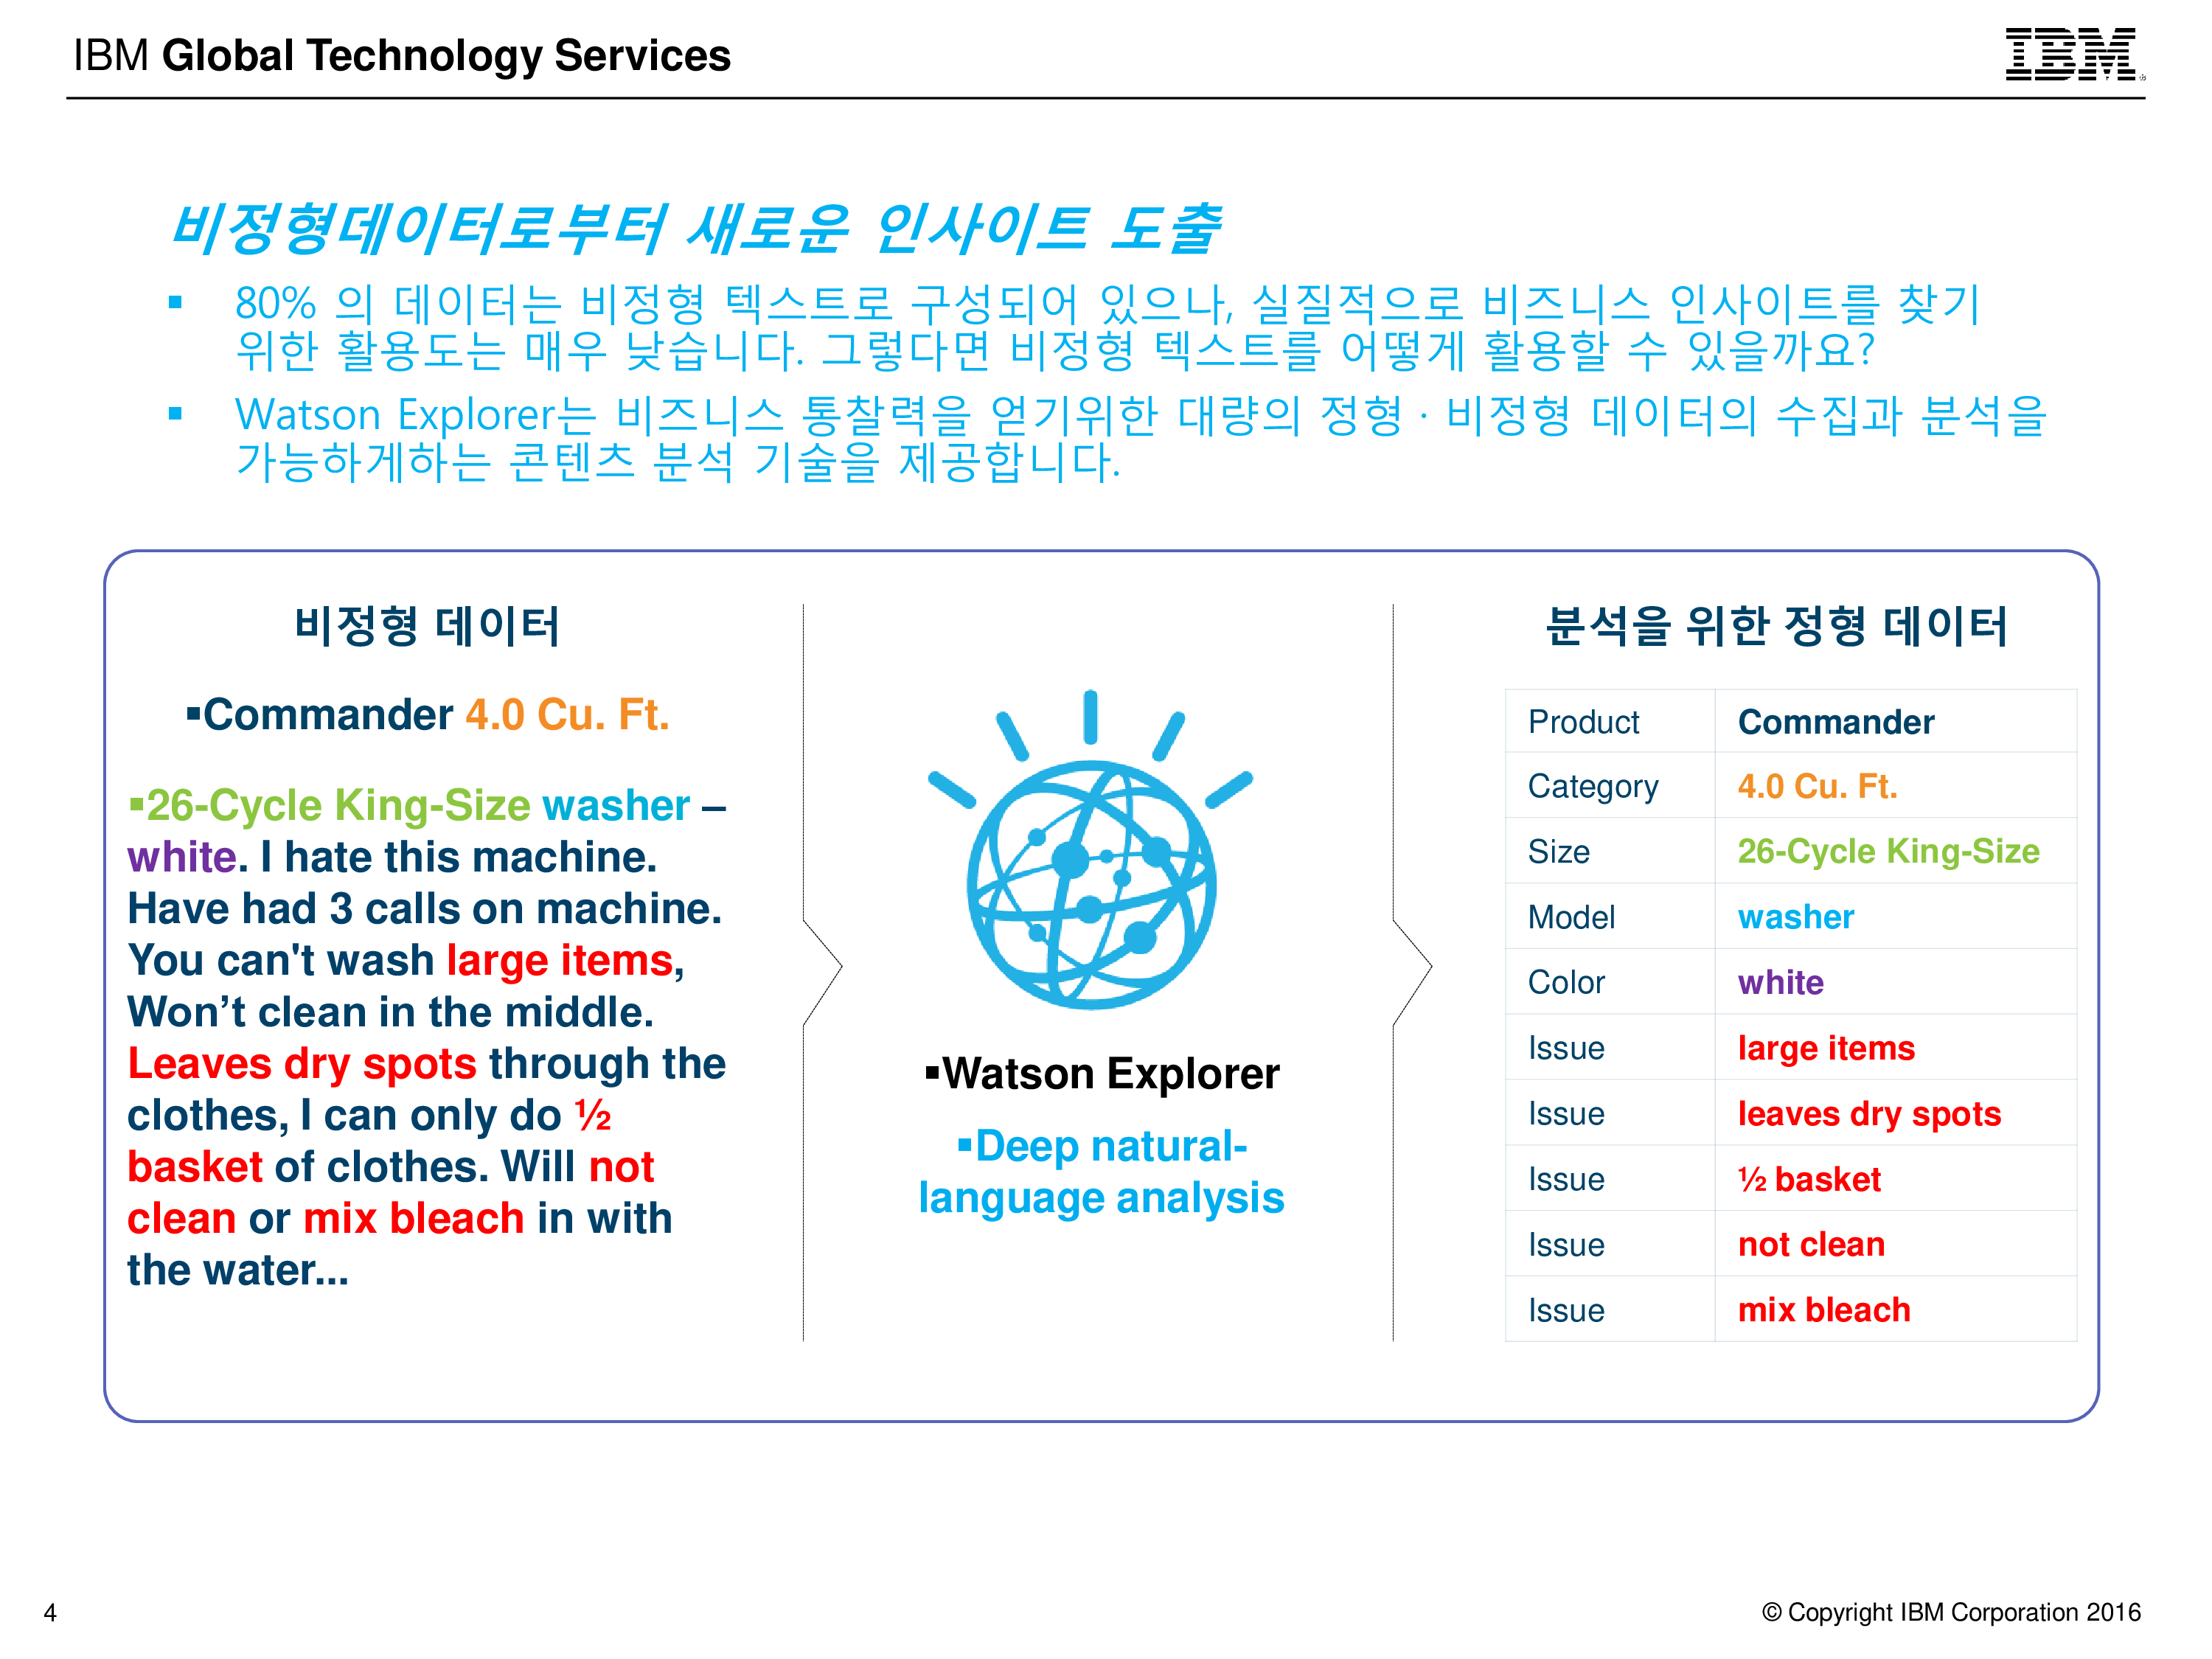 IBM Global Technology Services
IBM
비정형데이터로부터 새로운 인사이트 도출
▪ 80% 의 데이터는 비정형 텍스트로 구성되어 있으나, 실질적으로 비즈니스 인사이트를 찾기
위한 활용도는 매우 낮습니다. 그렇다면 비정형 텍스트를 어떻게 활용할 수 있을까요?
▪ Watson Explorer는 비즈니스 통찰력을 얻기위한 대량의 정형 · 비정형 데이터의 수집과 분석을
가능하게하는 콘텐츠 분석 기술을 제공합니다.
비정형 데이터
▪Commander 4.0 Cu. Ft.
▪26-Cycle King-Size washer –
white. I hate this machine.
Have had 3 calls on machine.
You can't wash large items,
Won’t clean in the middle.
Leaves dry spots through the
clothes, I can only do ½
basket of clothes. Will not
clean or mix bleach in with
the water...
▪Watson Explorer
▪Deep natural-
language analysis
분석을 위한 정형 데이터
Product Commander
Category 4.0 Cu. Ft.
Size 26-Cycle King-Size
Model washer
Color white
Issue large items
Issue leaves dry spots
Issue ½ basket
Issue not clean
Issue mix bleach
4
© Copyright IBM Corporation 2016